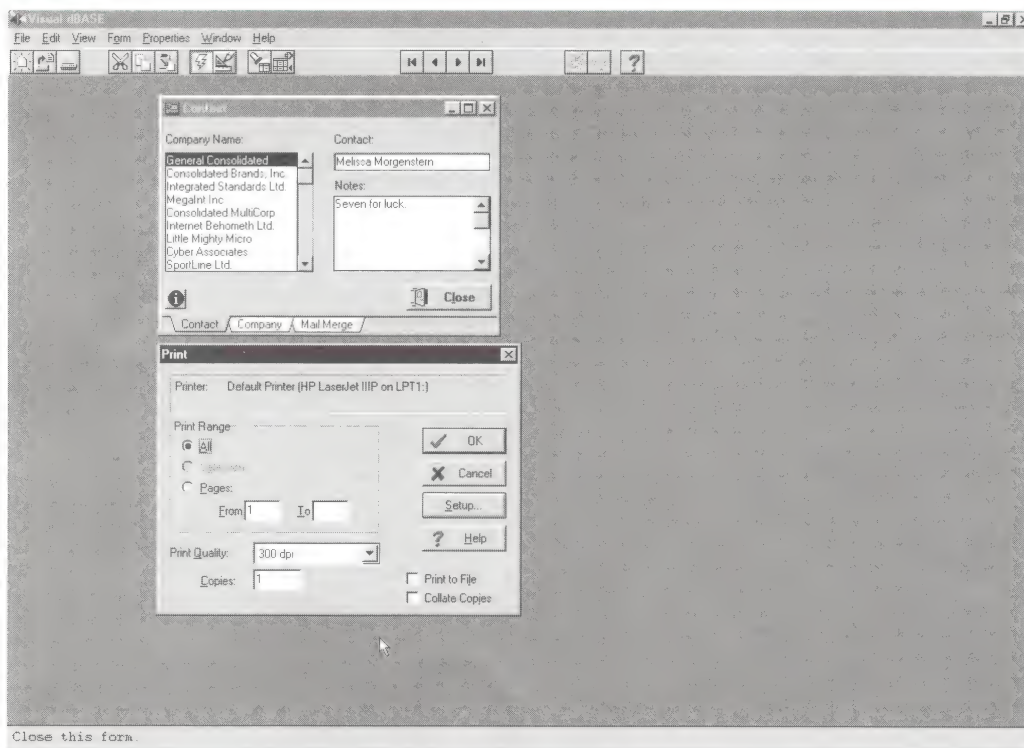 Visual dBASE
File Edit View Form Properties Window Help
Contact
Company Name:
General Consolidated
Consolidated Brands, Inc.
Integrated Standards Ltd.
MegaInt Inc
Consolidated MultiCorp
Internet Behometh Ltd.
Little Mighty Micro
Cyber Associates
SportLine Ltd.
Contact:
Melissa Morgenstern
Notes:
Seven for luck.
Close
Contact Company Mail Merge
Print
Printer: Default Printer (HP LaserJet IIIP on LPT1:)
Print Range
All
Selection
Pages:
From 1 To
Print Quality: 300 dpi
Copies: 1
OK
Cancel
Setup...
? Help
Print to File
Collate Copies
Close this form.